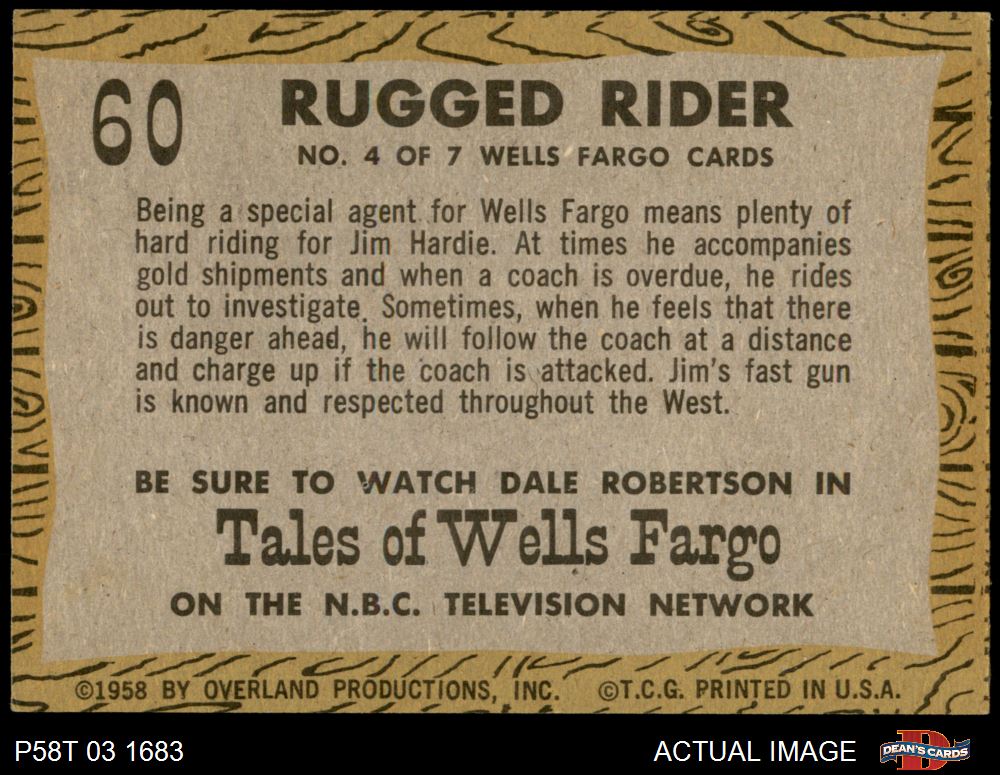 60
RUGGED RIDER
NO. 4 OF 7 WELLS FARGO CARDS
Being a special agent for Wells Fargo means plenty of
hard riding for Jim Hardie. At times he accompanies
gold shipments and when a coach is overdue, he rides
out to investigate. Sometimes, when he feels that there
is danger ahead, he will follow the coach at a distance
and charge up if the coach is attacked. Jim's fast gun
is known and respected throughout the West.
BE SURE TO WATCH DALE ROBERTSON IN
Tales of Wells Fargo
ON THE N.B.C. TELEVISION NETWORK
©1958 BY OVERLAND PRODUCTIONS, INC. ©T.C.G. PRINTED IN U.S.A.
P58T 03 1683 ACTUAL IMAGE DEAN'S CARDS